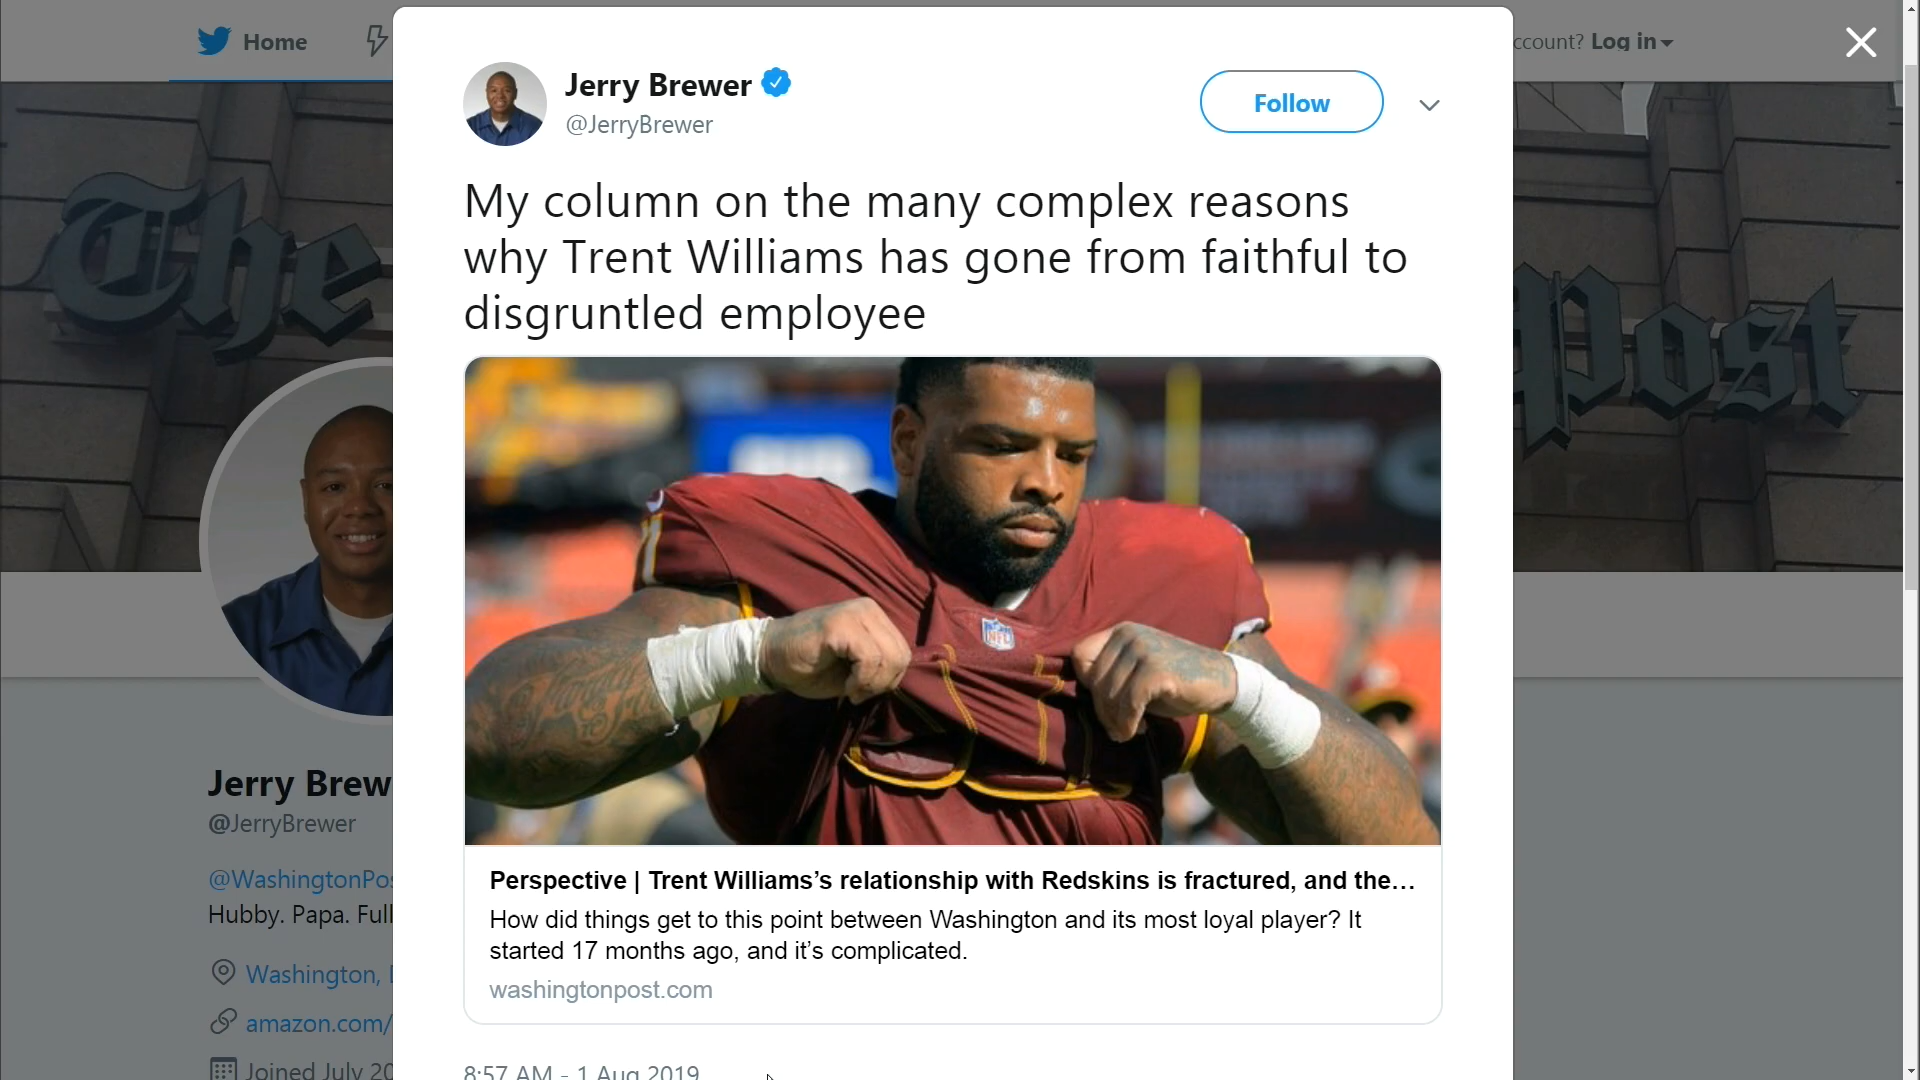 Home
ccount? Log in
The
Post
Jerry Brewer
@JerryBrewer
Follow
My column on the many complex reasons
why Trent Williams has gone from faithful to
disgruntled employee
NFL
Perspective | Trent Williams’s relationship with Redskins is fractured, and the…
How did things get to this point between Washington and its most loyal player? It
started 17 months ago, and it’s complicated.
washingtonpost.com
8:57 AM - 1 Aug 2019
Jerry Brew
@JerryBrewer
@WashingtonPos
Hubby. Papa. Full
Washington,
amazon.com/
Joined July 20